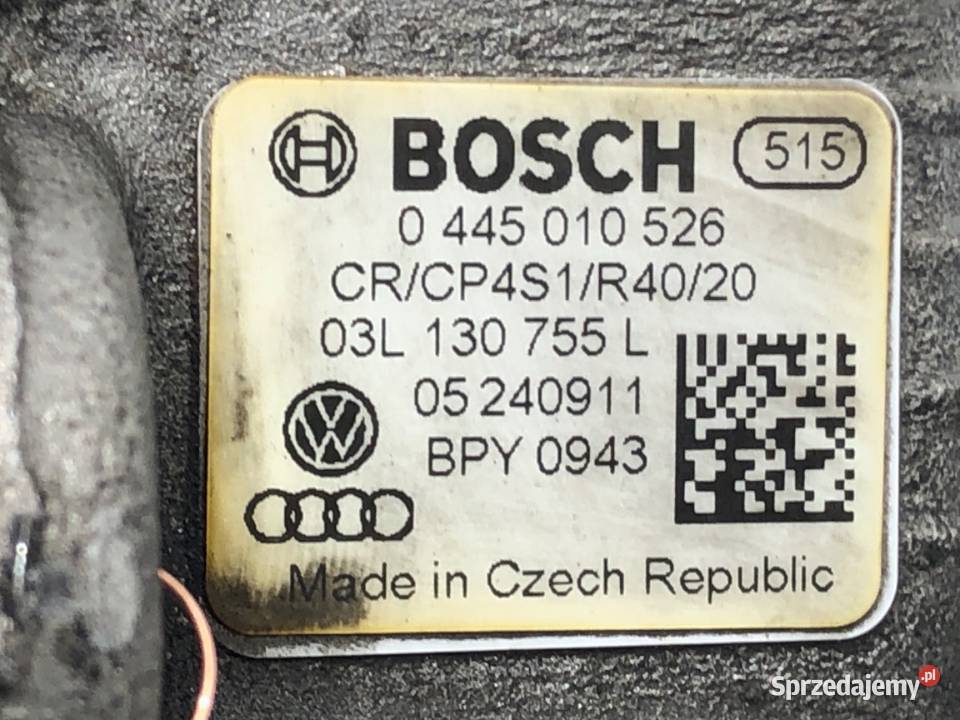 BOSCH 515
0 445 010 526
CR/CP4S1/R40/20
03L 130 755 L
05 240911
BPY 0943
Made in Czech Republic
Sprzedajemy.pl